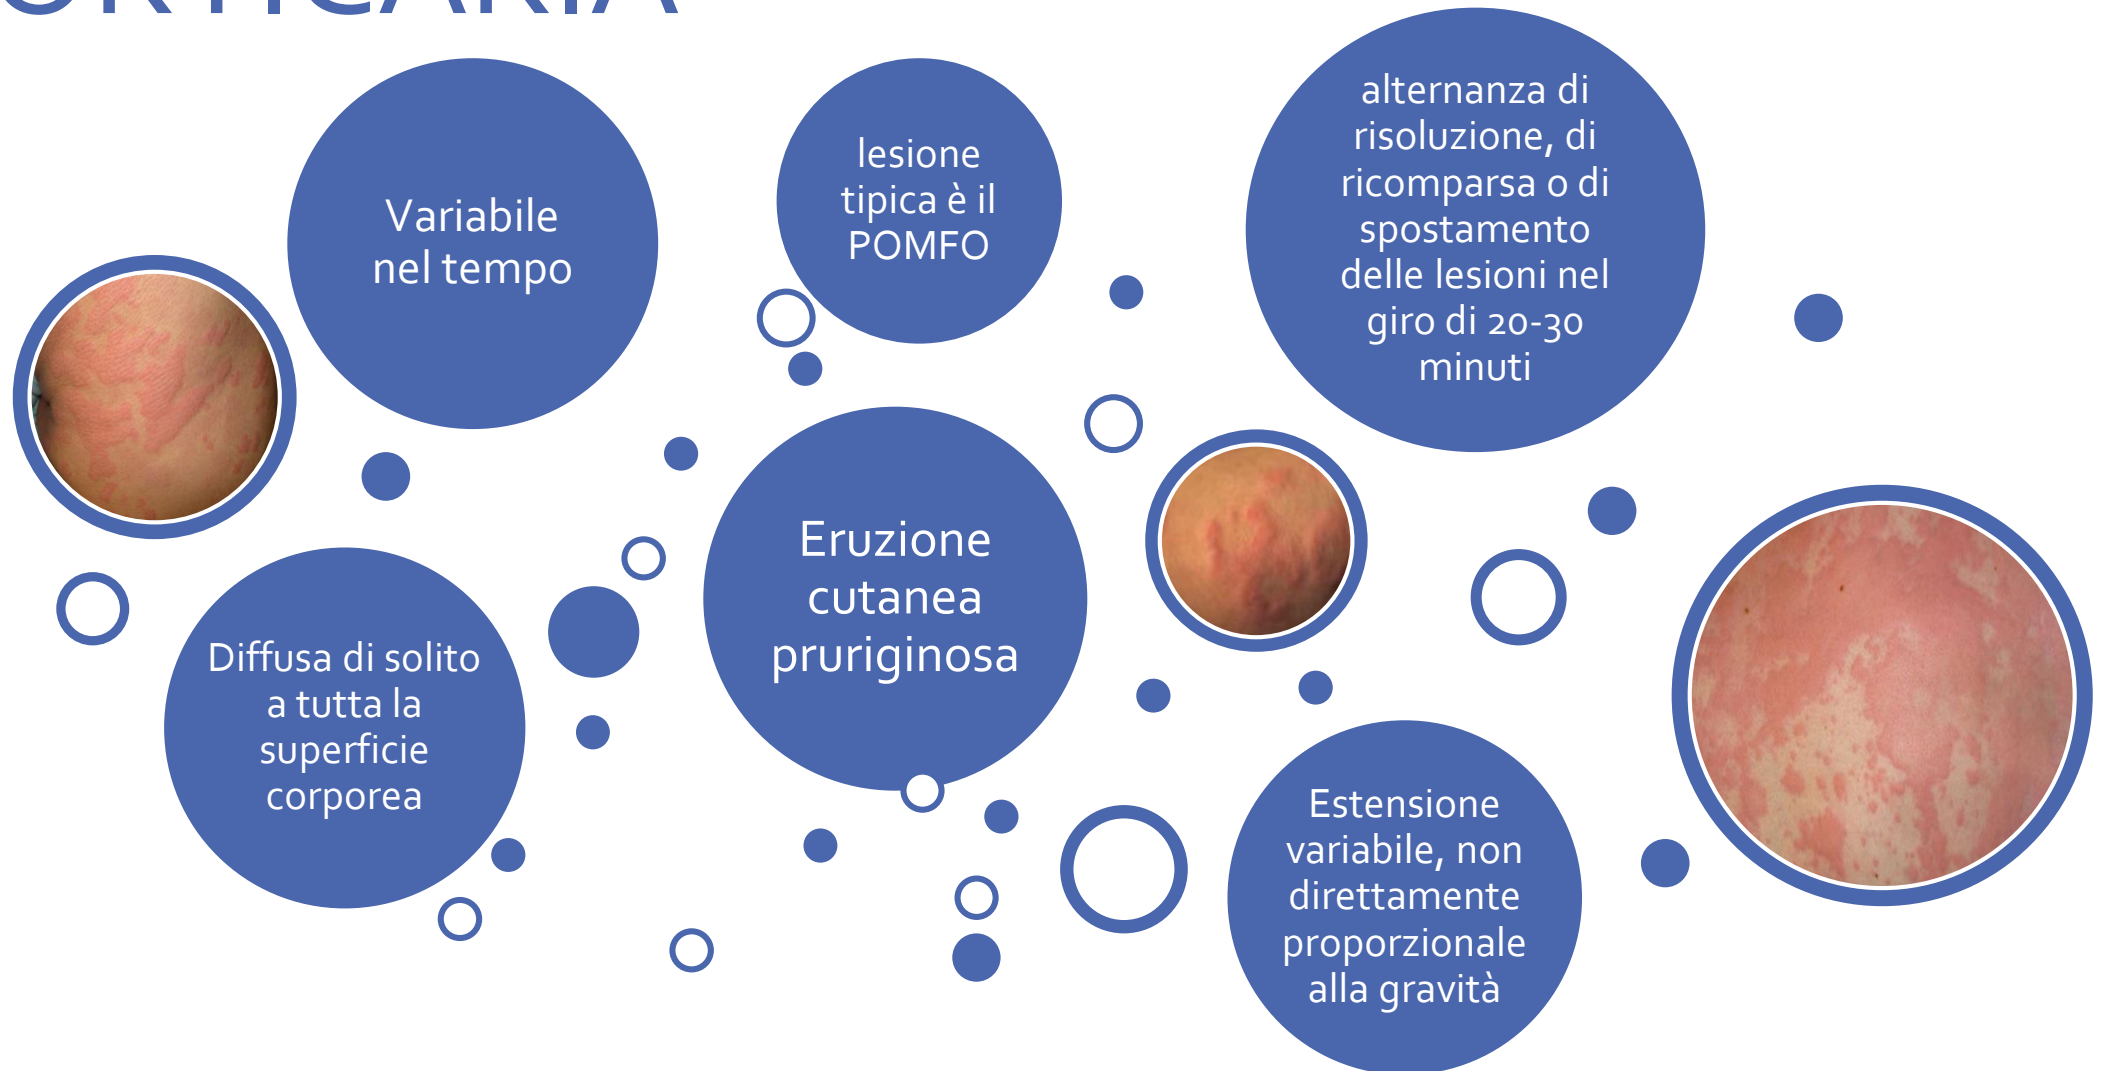 ORTICARIA
Variabile
nel tempo
lesione
tipica è il
POMFO
alternanza di
risoluzione, di
ricomparsa o di
spostamento
delle lesioni nel
giro di 20-30
minuti
Eruzione
cutanea
pruriginosa
Diffusa di solito
a tutta la
superficie
corporea
Estensione
variabile, non
direttamente
proporzionale
alla gravità